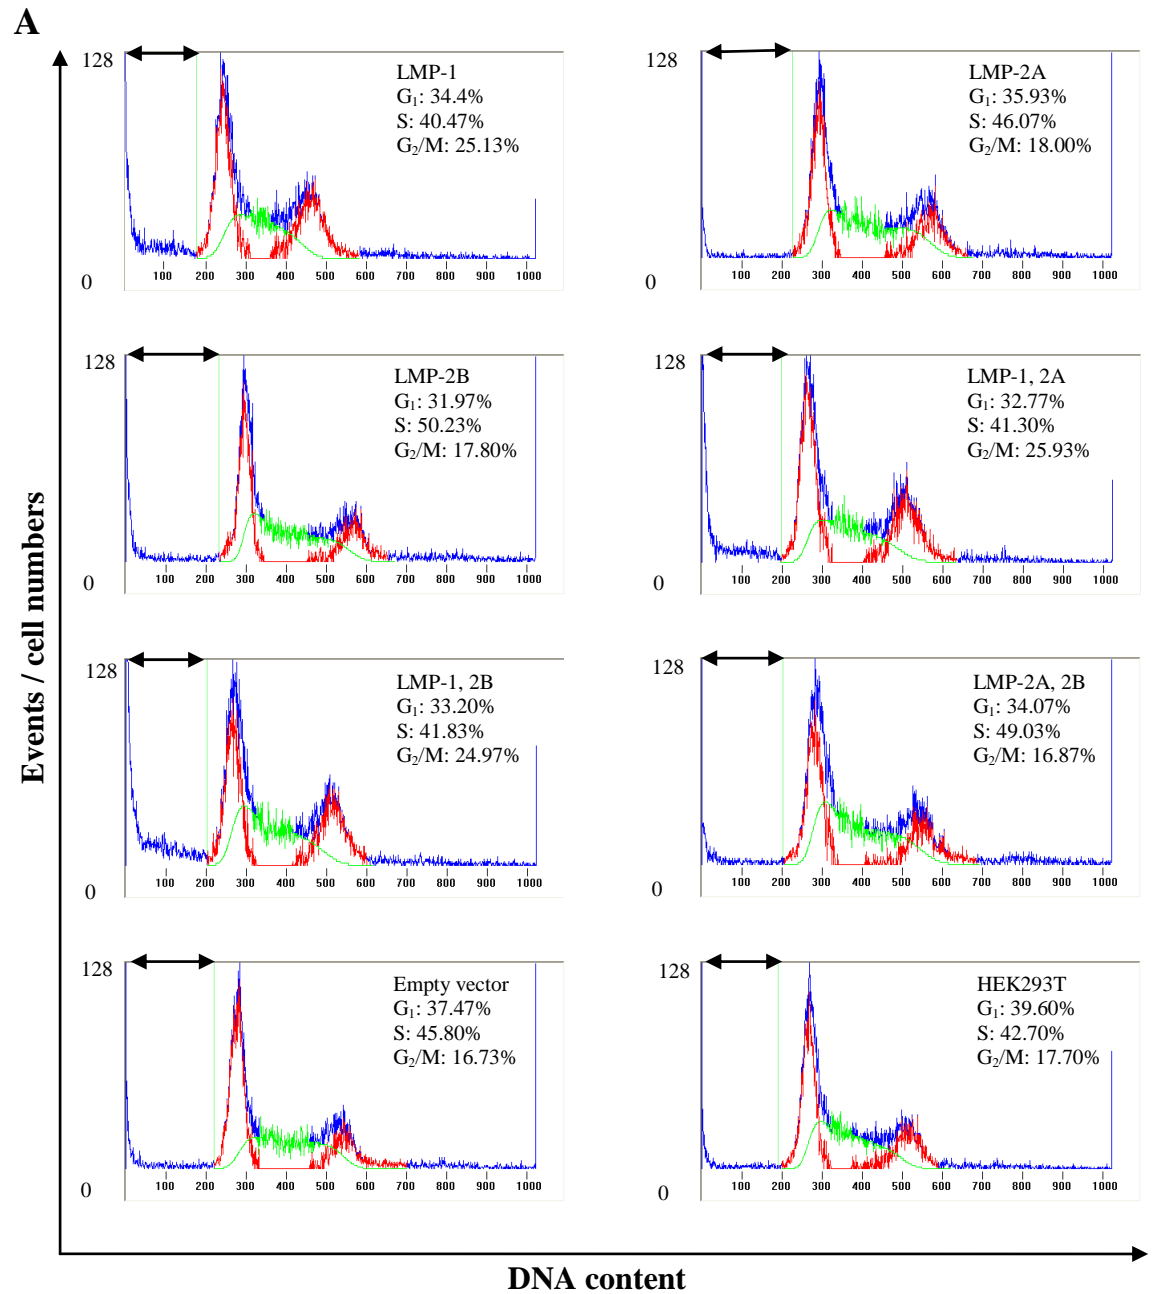 A
128
LMP-1
G₁: 34.4%
S: 40.47%
G₂/M: 25.13%
0
100 200 300 400 500 600 700 800 900 1000
128
LMP-2A
G₁: 35.93%
S: 46.07%
G₂/M: 18.00%
0
100 200 300 400 500 600 700 800 900 1000
128
LMP-2B
G₁: 31.97%
S: 50.23%
G₂/M: 17.80%
0
100 200 300 400 500 600 700 800 900 1000
128
LMP-1, 2A
G₁: 32.77%
S: 41.30%
G₂/M: 25.93%
0
100 200 300 400 500 600 700 800 900 1000
128
LMP-1, 2B
G₁: 33.20%
S: 41.83%
G₂/M: 24.97%
0
100 200 300 400 500 600 700 800 900 1000
128
LMP-2A, 2B
G₁: 34.07%
S: 49.03%
G₂/M: 16.87%
0
100 200 300 400 500 600 700 800 900 1000
128
Empty vector
G₁: 37.47%
S: 45.80%
G₂/M: 16.73%
0
100 200 300 400 500 600 700 800 900 1000
128
HEK293T
G₁: 39.60%
S: 42.70%
G₂/M: 17.70%
0
100 200 300 400 500 600 700 800 900 1000
Events / cell numbers
DNA content